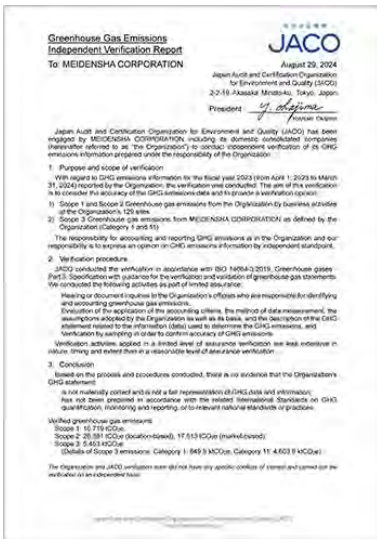 Greenhouse Gas Emissions
Independent Verification Report
To: MEIDENSHA CORPORATION
JACO
August 29, 2024
Japan Audit and Certification Organization
for Environment and Quality (JACO)
2-2-19 Akasaka Minato-ku, Tokyo, Japan
President
Japan Audit and Certification Organization for Environment and Quality (JACO) has been
engaged by MEIDENSHA CORPORATION including its domestic consolidated companies
(hereinafter referred to as "the Organization") to conduct independent verification of its GHG
emissions information prepared under the responsibility of the Organization.
1. Purpose and scope of verification
With regard to GHG emissions information for the fiscal year 2023 (from April 1, 2023 to March
31, 2024) reported by the Organization, the verification was conducted. The aim of this verification
is to consider the accuracy of the GHG emissions data and to provide a verification opinion.
1) Scope 1 and Scope 2 Greenhouse gas emissions from the Organization by business activities
at the Organization's 129 sites.
2) Scope 3 Greenhouse gas emissions from MEIDENSHA CORPORATION as defined by the
Organization (Category 1 and 11)
The responsibility for accounting and reporting GHG emissions is in the Organization and our
responsibility is to express an opinion on GHG emissions information by independent standpoint.
2. Verification procedure
JACO conducted the verification in accordance with ISO 14064-3:2019, Greenhouse gases -
Part 3: Specification with guidance for the verification and validation of greenhouse gas statements.
We conducted the following activities as part of limited assurance:
Hearing or document inquiries to the Organization's officials who are responsible for identifying
and accounting greenhouse gas emissions.
Evaluation of the application of the accounting criteria, the method of data measurement, the
assumptions adopted by the Organization as well as its basis, and the description of the GHG
statement related to the information (data) used to determine the GHG emissions, and
Verification by sampling in order to confirm accuracy of GHG emissions.
Verification activities applied in a limited level of assurance verification are less extensive in
nature, timing and extent than in a reasonable level of assurance verification.
3. Conclusion
Based on the process and procedures conducted, there is no evidence that the Organization's
GHG statement:
is not materially correct and is not a fair representation of GHG data and information;
has not been prepared in accordance with the related International Standards on GHG
quantification, monitoring and reporting, or to relevant national standards or practices.
Verified greenhouse gas emissions
Scope 1:
Scope 2: (location-based), (market-based)
Scope 3:
(Details of Scope 3 emissions: Category 1: Category 11:
The Organization and JACO verification team did not have any specific conflicts of interest and carried out the
verification on an independent basis.